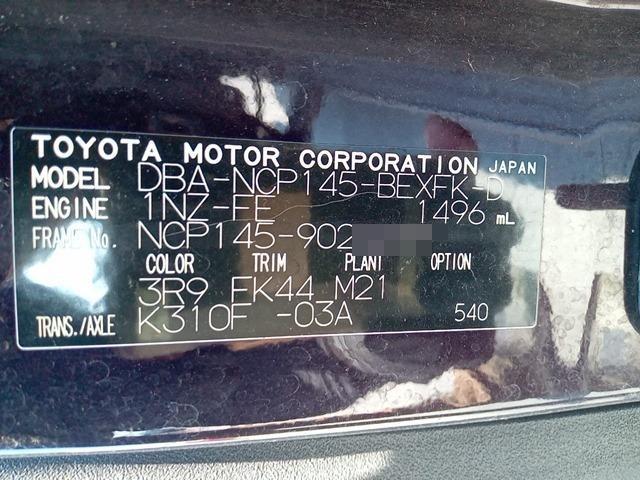 TOYOTA MOTOR CORPORATION JAPAN
MODEL DBA-NCP145-BEXFK-D
ENGINE 1NZ-FE 1496 mL
FRAME No. NCP145-902
COLOR TRIM PLANT OPTION
3R9 FK44 M21
TRANS./AXLE K310F -03A 540